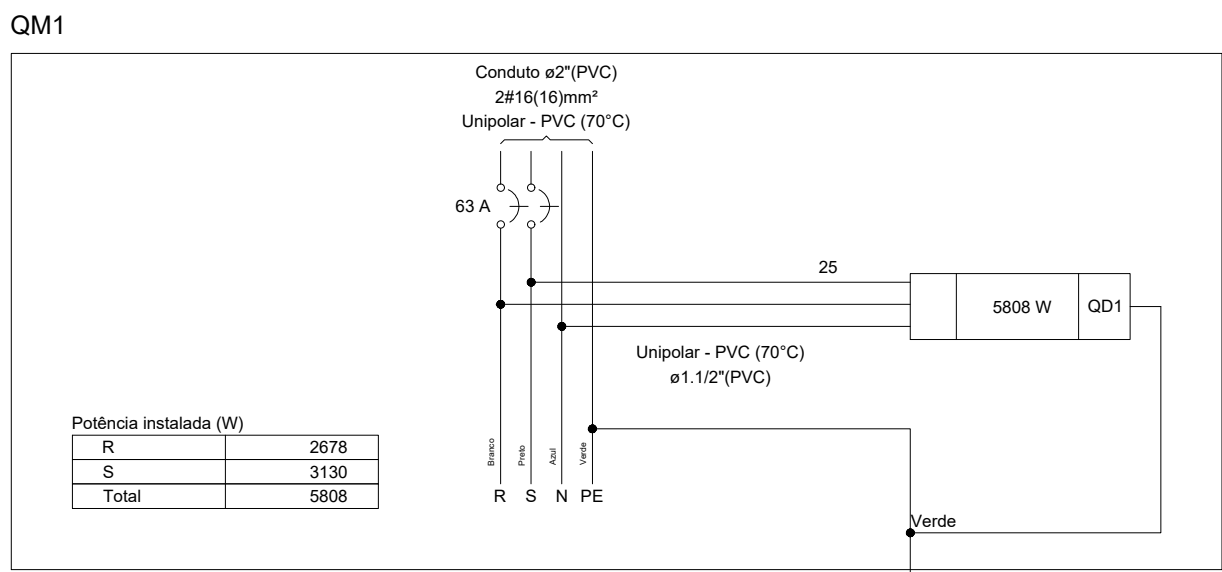 QM1
Conduto ø2"(PVC)
2#16(16)mm²
Unipolar - PVC (70°C)
63 A
25
5808 W
QD1
Unipolar - PVC (70°C)
ø1.1/2"(PVC)
Potência instalada (W)
R 2678
S 3130
Total 5808
Branco
Preto
Azul
Verde
R S N PE
Verde